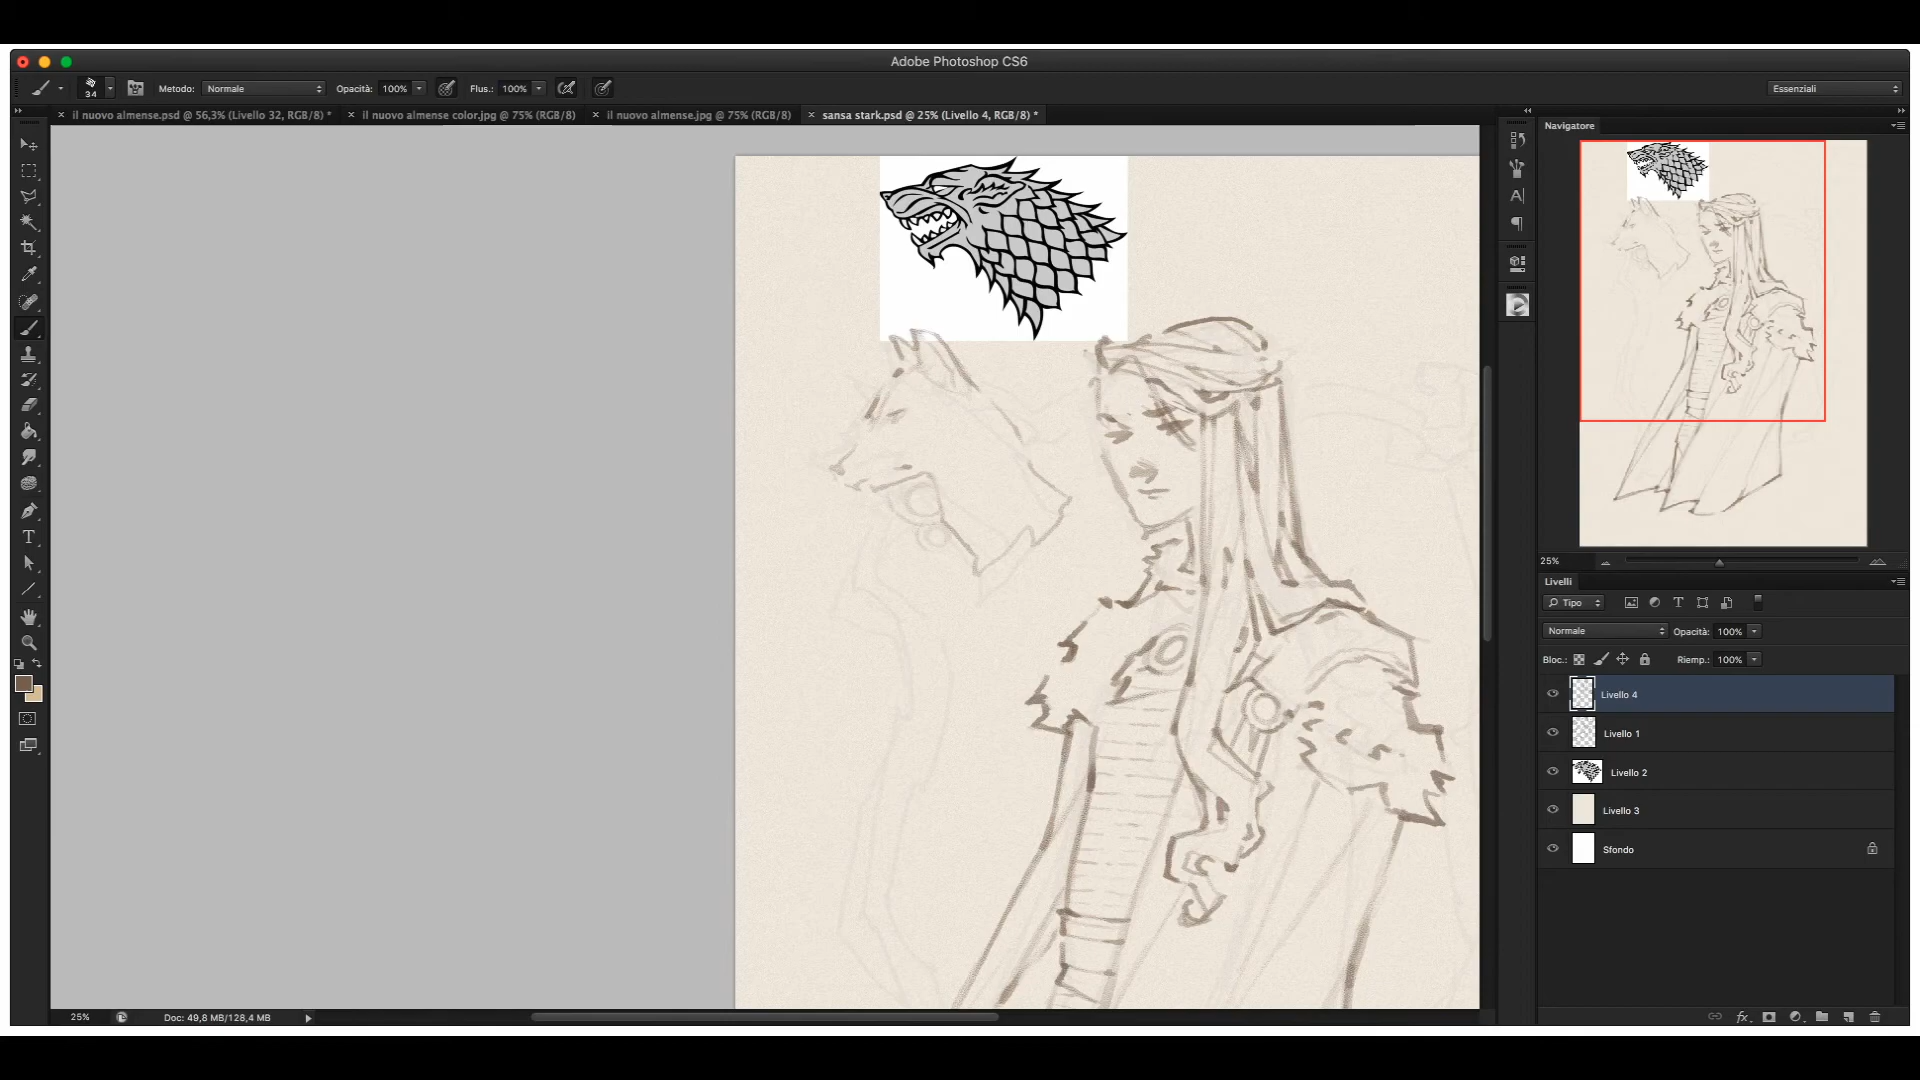 Adobe Photoshop CS6
34 Metodo: Normale Opacità: 100% Flus.: 100% Essenziali
il nuovo almense.psd @ 56,3% (Livello 32, RGB/8) * il nuovo almense color.jpg @ 75% (RGB/8) il nuovo almense.jpg @ 75% (RGB/8) sansa stark.psd @ 25% (Livello 4, RGB/8) *
Navigatore
25%
Livelli
Tipo
Normale Opacità: 100%
Bloc.: Riemp.: 100%
Livello 4
Livello 1
Livello 2
Livello 3
Sfondo
25% Doc: 49,8 MB/128,4 MB